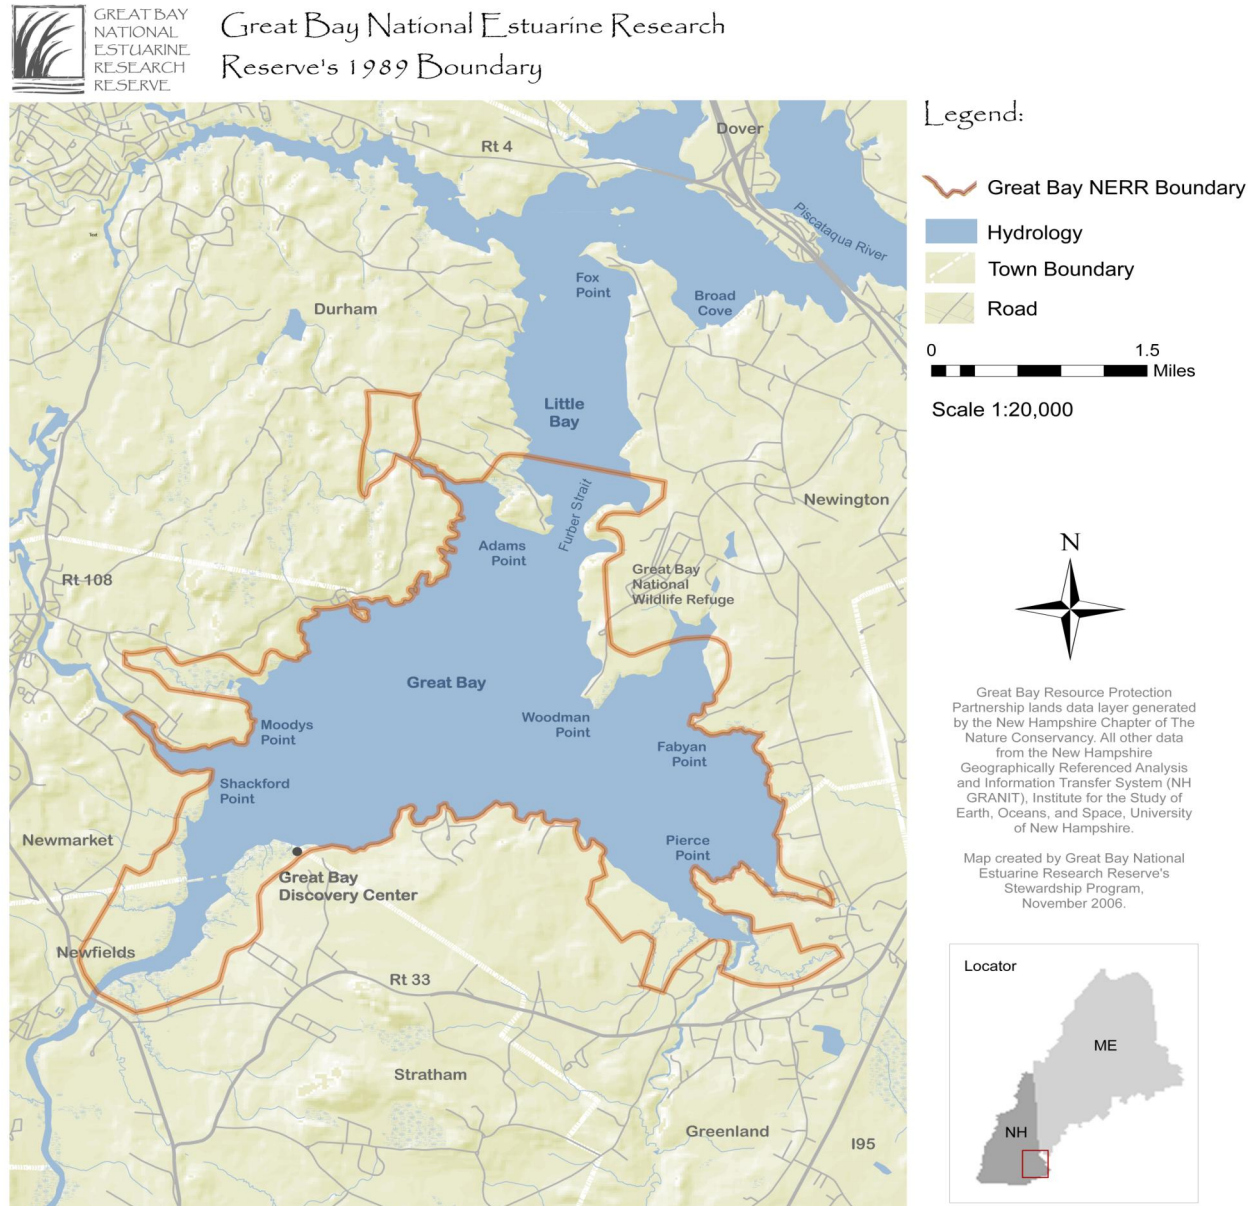 GREAT BAY
NATIONAL
ESTUARINE
RESEARCH
RESERVE
Great Bay National Estuarine Research
Reserve's 1989 Boundary
Legend:
Great Bay NERR Boundary
Hydrology
Town Boundary
Road
0 1.5
Miles
Scale 1:20,000
Dover
Rt 4
Piscataqua River
Text
Fox
Point
Broad
Cove
Durham
Little
Bay
Newington
Furber Strait
Adams
Point
Great Bay
National
Wildlife Refuge
Rt 108
Great Bay
Moodys
Point
Woodman
Point
Fabyan
Point
Shackford
Point
Newmarket
Pierce
Point
Great Bay
Discovery Center
Newfields
Rt 33
Stratham
Greenland
I95
N
Great Bay Resource Protection
Partnership lands data layer generated
by the New Hampshire Chapter of The
Nature Conservancy. All other data
from the New Hampshire
Geographically Referenced Analysis
and Information Transfer System (NH
GRANIT), Institute for the Study of
Earth, Oceans, and Space, University
of New Hampshire.
Map created by Great Bay National
Estuarine Research Reserve's
Stewardship Program,
November 2006.
Locator
ME
NH